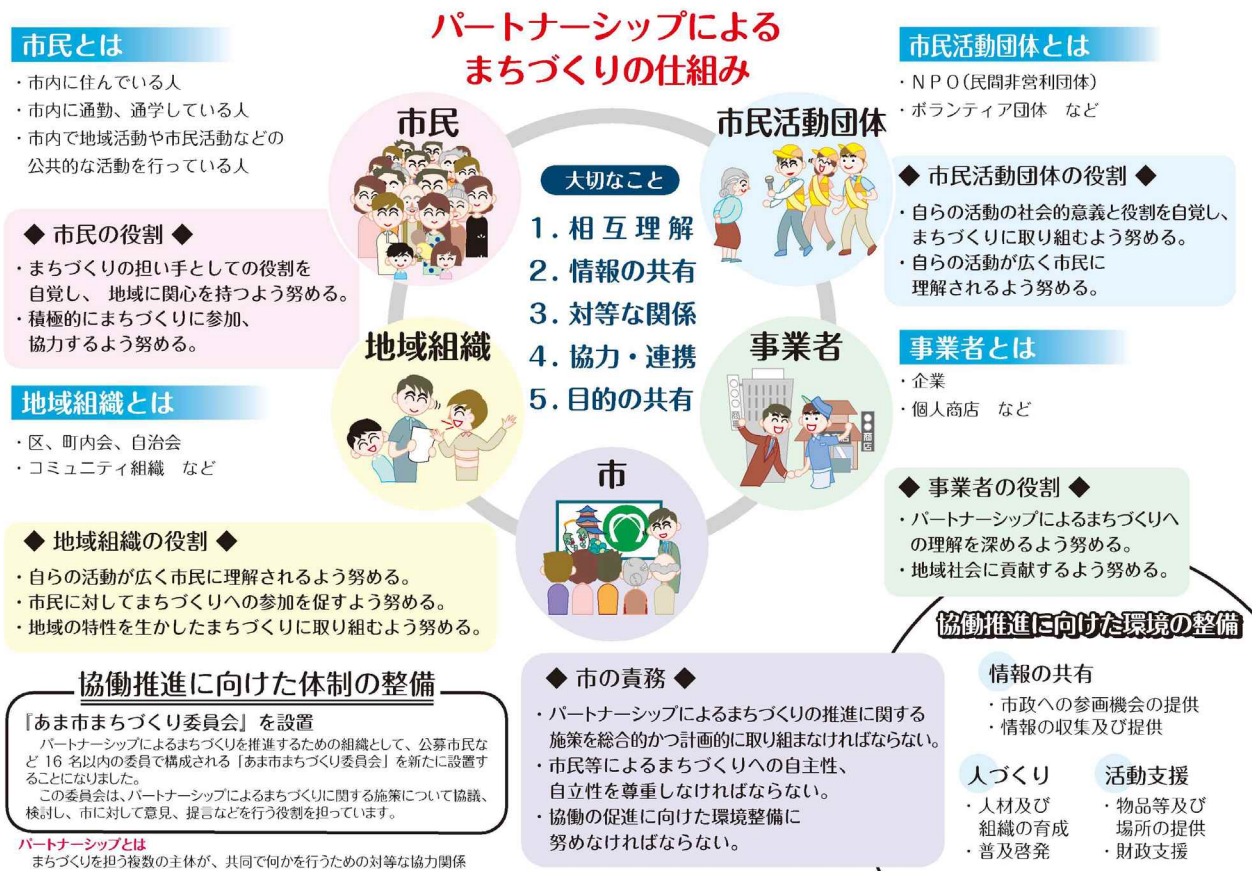 パートナーシップによる
まちづくりの仕組み
市民とは
・市内に住んでいる人
・市内に通勤、通学している人
・市内で地域活動や市民活動などの
公共的な活動を行っている人
◆ 市民の役割 ◆
・まちづくりの担い手としての役割を
自覚し、 地域に関心を持つよう努める。
・積極的にまちづくりに参加、
協力するよう努める。
地域組織とは
・区、町内会、自治会
・コミュニティ組織 など
◆ 地域組織の役割 ◆
・自らの活動が広く市民に理解されるよう努める。
・市民に対してまちづくりへの参加を促すよう努める。
・地域の特性を生かしたまちづくりに取り組むよう努める。
市民
市民活動団体
地域組織
事業者
市
大切なこと
1. 相互理解
2. 情報の共有
3. 対等な関係
4. 協力・連携
5. 目的の共有
市民活動団体とは
・NPO(民間非営利団体)
・ボランティア団体 など
◆ 市民活動団体の役割 ◆
・自らの活動の社会的意義と役割を自覚し、
まちづくりに取り組むよう努める。
・自らの活動が広く市民に
理解されるよう努める。
事業者とは
・企業
・個人商店 など
◆ 事業者の役割 ◆
・パートナーシップによるまちづくりへ
の理解を深めるよう努める。
・地域社会に貢献するよう努める。
◆ 市の責務 ◆
・パートナーシップによるまちづくりの推進に関する
施策を総合的かつ計画的に取り組まなければならない。
・市民等によるまちづくりへの自主性、
自立性を尊重しなければならない。
・協働の促進に向けた環境整備に
努めなければならない。
協働推進に向けた体制の整備
『あま市まちづくり委員会』を設置
パートナーシップによるまちづくりを推進するための組織として、公募市民な
ど 16 名以内の委員で構成される「あま市まちづくり委員会」を新たに設置す
ることになりました。
この委員会は、パートナーシップによるまちづくりに関する施策について協議、
検討し、市に対して意見、提言などを行う役割を担っています。
パートナーシップとは
まちづくりを担う複数の主体が、共同で何かを行うための対等な協力関係
協働推進に向けた環境の整備
情報の共有
・市政への参画機会の提供
・情報の収集及び提供
人づくり
・人材及び
組織の育成
・普及啓発
活動支援
・物品等及び
場所の提供
・財政支援